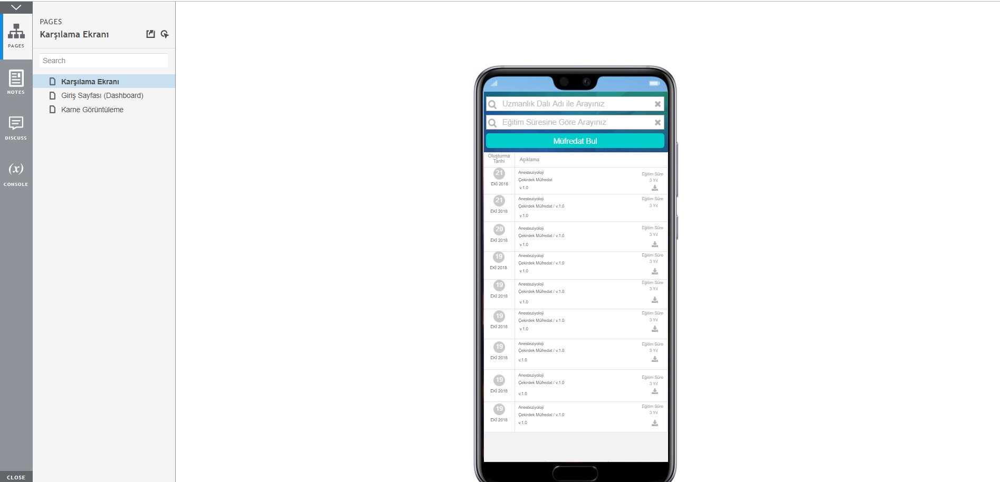 PAGES
Karşılama Ekranı
Search
Karşılama Ekranı
Giriş Sayfası (Dashboard)
Karne Görüntüleme
PAGES
NOTES
DISCUSS
(x)
CONSOLE
CLOSE
Uzmanlık Dalı Adı ile Arayınız
Eğitim Süresine Göre Arayınız
Müfredat Bul
Oluşturma
Tarihi
Açıklama
21
EKİ 2018
Anesteziyoloji
Çekirdek Müfredat
v.1.0
Eğitim Süre
3 Yıl
21
EKİ 2018
Anesteziyoloji
Çekirdek Müfredat / v.1.0
v.1.0
Eğitim Süre
3 Yıl
20
EKİ 2018
Anesteziyoloji
Çekirdek Müfredat / v.1.0
v.1.0
Eğitim Süre
3 Yıl
19
EKİ 2018
Anesteziyoloji
Çekirdek Müfredat / v.1.0
v.1.0
Eğitim Süre
3 Yıl
19
EKİ 2018
Anesteziyoloji
Çekirdek Müfredat / v.1.0
v.1.0
Eğitim Süre
3 Yıl
19
EKİ 2018
Anesteziyoloji
Çekirdek Müfredat / v.1.0
v.1.0
Eğitim Süre
3 Yıl
19
EKİ 2018
Anesteziyoloji
Çekirdek Müfredat / v.1.0
v.1.0
Eğitim Süre
3 Yıl
19
EKİ 2018
Anesteziyoloji
Çekirdek Müfredat / v.1.0
v.1.0
Eğitim Süre
3 Yıl
19
EKİ 2018
Anesteziyoloji
Çekirdek Müfredat / v.1.0
v.1.0
Eğitim Süre
3 Yıl